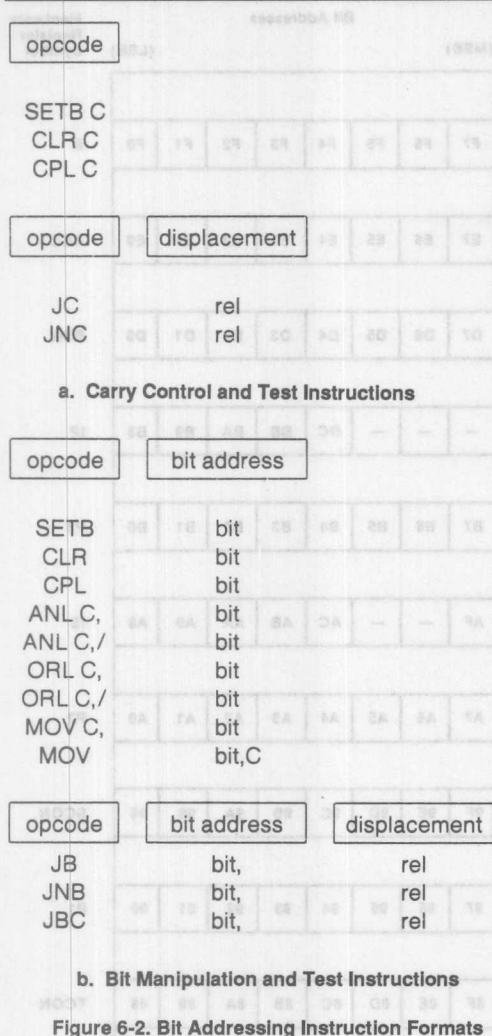 opcode
SETB C
CLR C
CPL C
opcode displacement
JC rel
JNC rel
a. Carry Control and Test Instructions
opcode bit address
SETB bit
CLR bit
CPL bit
ANL C, bit
ANL C,/ bit
ORL C, bit
ORL C,/ bit
MOV C, bit
MOV bit,C
opcode bit address displacement
JB bit, rel
JNB bit, rel
JBC bit, rel
b. Bit Manipulation and Test Instructions
Figure 6-2. Bit Addressing Instruction Formats